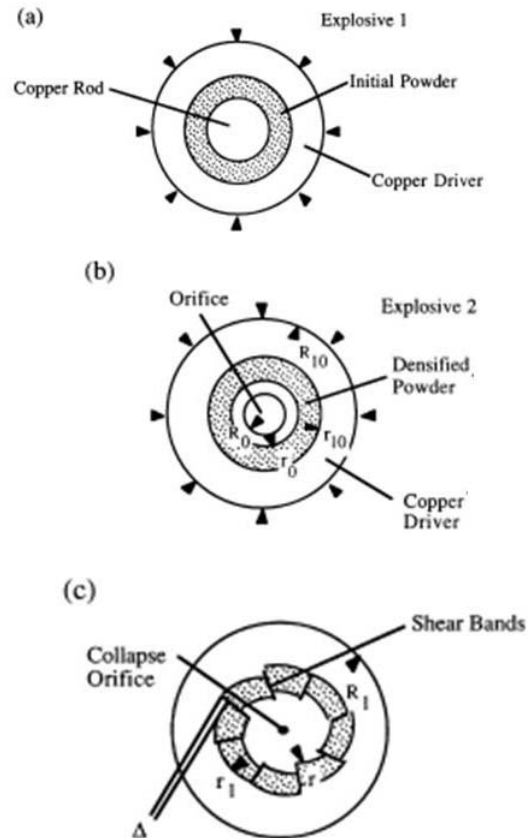 (a)
Explosive 1
Copper Rod
Initial Powder
Copper Driver
(b)
Orifice
Explosive 2
R10
Densified
Powder
R0
r0
r10
Copper
Driver
(c)
Shear Bands
Collapse
Orifice
R1
r1
r
Δ